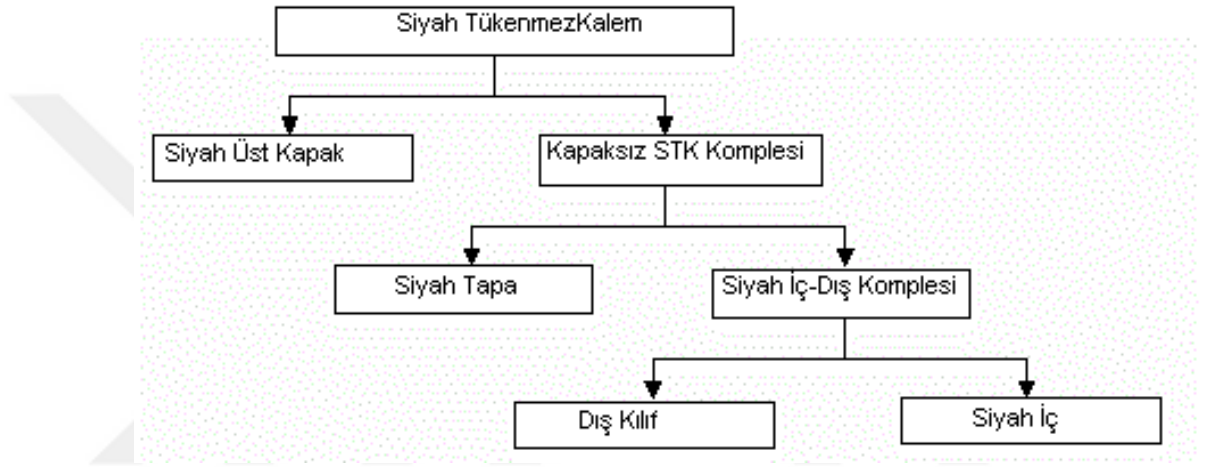 Siyah TükenmezKalem
Siyah Üst Kapak
Kapaksız STK Komplesi
Siyah Tapa
Siyah İç-Dış Komplesi
Dış Kılıf
Siyah İç